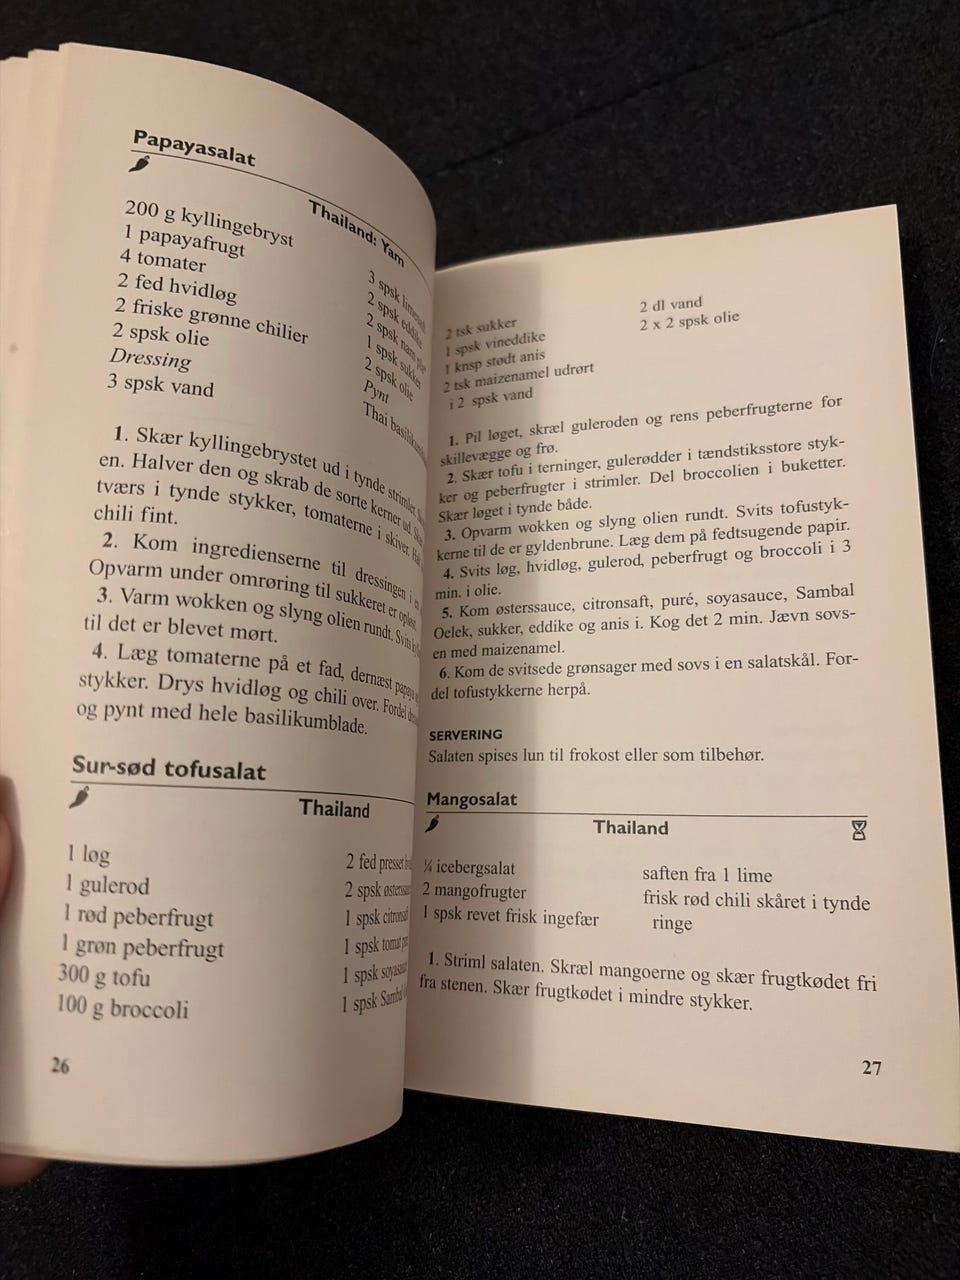 Papayasalat
Thailand: Yam
200 g kyllingebryst
1 papayafrugt
4 tomater
2 fed hvidløg
2 friske grønne chilier
2 spsk olie
Dressing
3 spsk vand
3 spsk
2 spsk eddike
2 spsk nam
1 spsk sukker
2 spsk olie
Pynt
Thai
1. Skær kyllingebrystet ud i tynde strimler.
en. Halver den og skrab de sorte kerner ud. Skær
tværs i tynde stykker, tomaterne i skiver.
chili fint.
2. Kom ingredienserne til dressingen i
Opvarm under omrøring til sukkeret er opløst
3. Varm wokken og slyng olien rundt. Svits
til det er blevet mørt.
4. Læg tomaterne på et fad, dernæst
stykker. Drys hvidløg og chili over. Fordel
og pynt med hele basilikumblade.
Sur-sød tofusalat
Thailand
1 løg
1 gulerod
1 rød peberfrugt
1 grøn peberfrugt
300 g tofu
100 g broccoli
2 fed presset
2 spsk
1 spsk
1 spsk tomat
1 spsk
1 spsk
26
2 tsk sukker
1 spsk vineddike
1 knsp stødt anis
2 tsk maizenamel udrørt
i 2 spsk vand
2 dl vand
2 x 2 spsk olie
1. Pil løget, skræl guleroden og rens peberfrugterne for
skillevægge og frø.
2. Skær tofu i terninger, gulerødder i tændstiksstore styk-
ker og peberfrugter i strimler. Del broccolien i buketter.
Skær løget i tynde både.
3. Opvarm wokken og slyng olien rundt. Svits tofustyk-
kerne til de er gyldenbrune. Læg dem på fedtsugende papir.
4. Svits løg, hvidløg, gulerod, peberfrugt og broccoli i 3
min. i olie.
5. Kom østerssauce, citronsaft, puré, soyasauce, Sambal
Oelek, sukker, eddike og anis i. Kog det 2 min. Jævn sovs-
en med maizenamel.
6. Kom de svitsede grønsager med sovs i en salatskål. For-
del tofustykkerne herpå.
SERVERING
Salaten spises lun til frokost eller som tilbehør.
Mangosalat
Thailand
¼ icebergsalat
2 mangofrugter
1 spsk revet frisk ingefær
saften fra 1 lime
frisk rød chili skåret i tynde
ringe
1. Striml salaten. Skræl mangoerne og skær frugtkødet fri
fra stenen. Skær frugtkødet i mindre stykker.
27